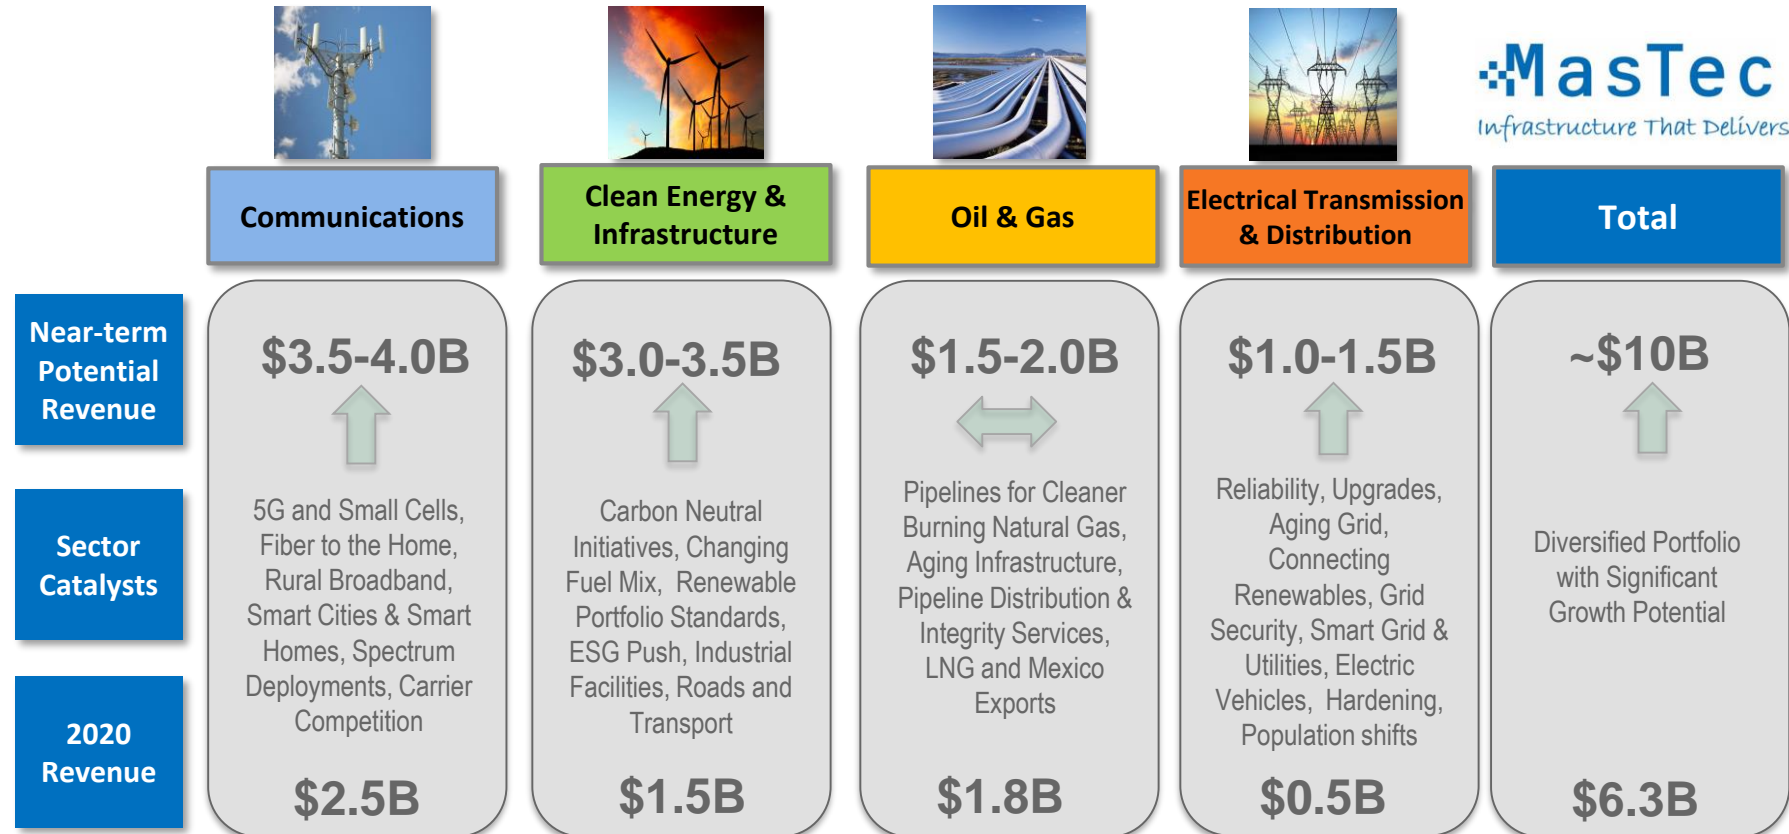 MasTec
Infrastructure That Delivers
Communications
Clean Energy &
Infrastructure
Oil & Gas
Electrical Transmission
& Distribution
Total
Near-term
Potential
Revenue
$3.5-4.0B
$3.0-3.5B
$1.5-2.0B
$1.0-1.5B
~$10B
Sector
Catalysts
5G and Small Cells,
Fiber to the Home,
Rural Broadband,
Smart Cities & Smart
Homes, Spectrum
Deployments, Carrier
Competition
Carbon Neutral
Initiatives, Changing
Fuel Mix, Renewable
Portfolio Standards,
ESG Push, Industrial
Facilities, Roads and
Transport
Pipelines for Cleaner
Burning Natural Gas,
Aging Infrastructure,
Pipeline Distribution &
Integrity Services,
LNG and Mexico
Exports
Reliability, Upgrades,
Aging Grid,
Connecting
Renewables, Grid
Security, Smart Grid &
Utilities, Electric
Vehicles, Hardening,
Population shifts
Diversified Portfolio
with Significant
Growth Potential
2020
Revenue
$2.5B
$1.5B
$1.8B
$0.5B
$6.3B